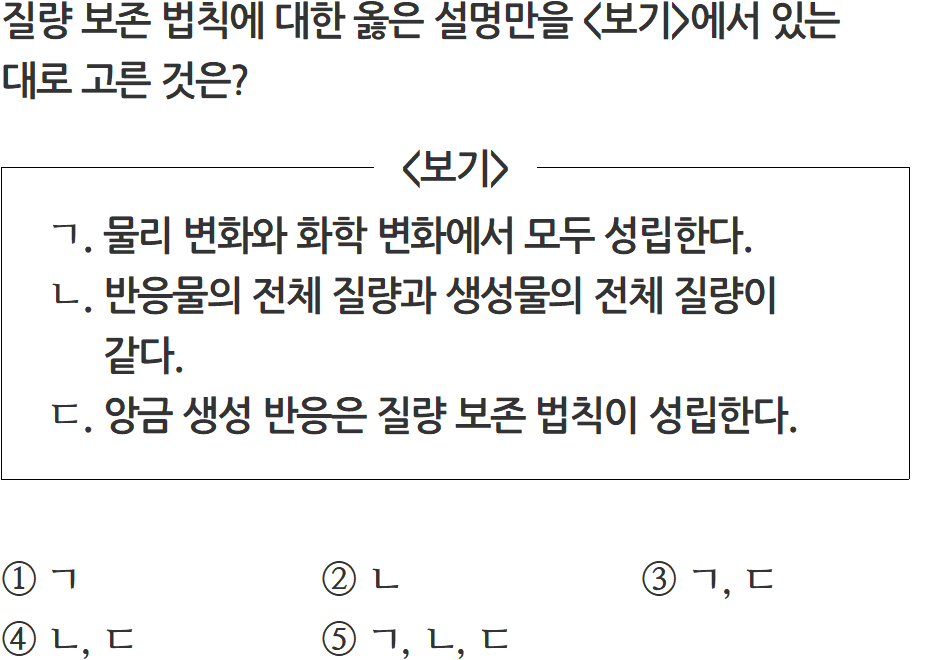 질량 보존 법칙에 대한 옳은 설명만을 <보기>에서 있는
대로 고른 것은?
<보기>
ㄱ. 물리 변화와 화학 변화에서 모두 성립한다.
ㄴ. 반응물의 전체 질량과 생성물의 전체 질량이
같다.
ㄷ. 앙금 생성 반응은 질량 보존 법칙이 성립한다.
① ㄱ ② ㄴ ③ ㄱ, ㄷ
④ ㄴ, ㄷ ⑤ ㄱ, ㄴ, ㄷ